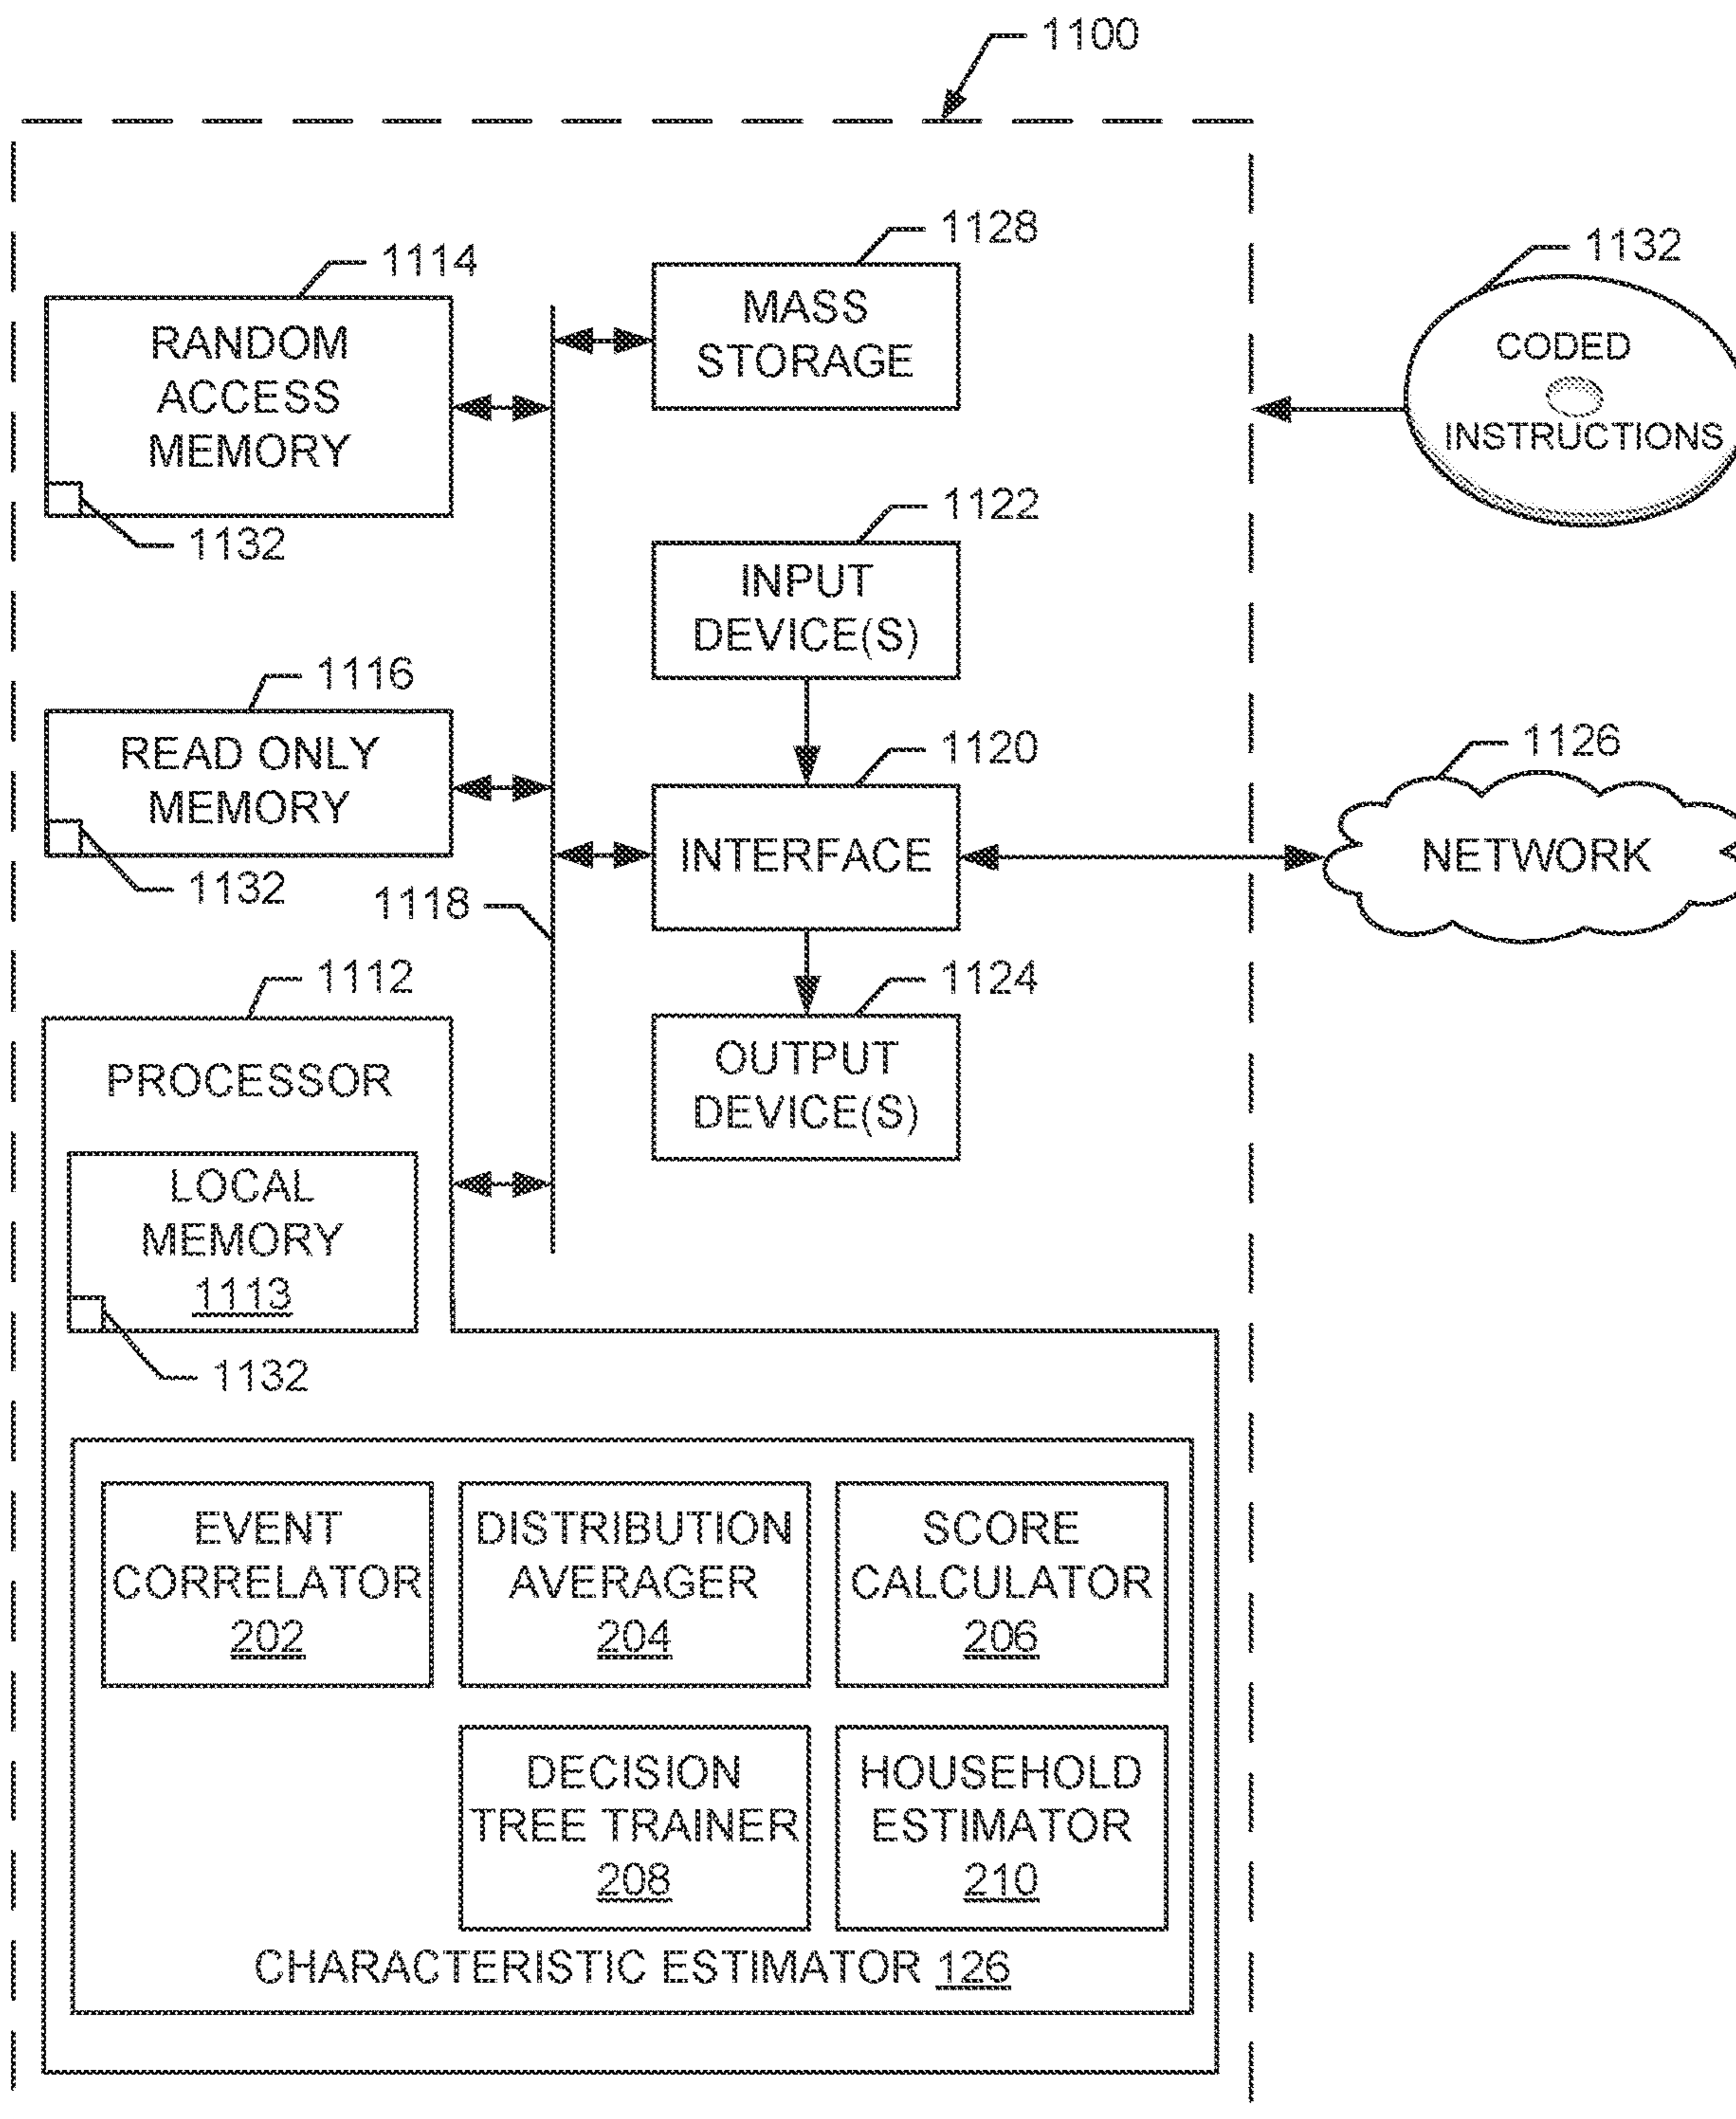 1100
1128
1114
1132
MASS
STORAGE
RANDOM
ACCESS
MEMORY
CODED
INSTRUCTIONS
1132
1122
INPUT
DEVICE(S)
1116
READ ONLY
MEMORY
1132
1120
INTERFACE
1126
NETWORK
1118
1112
PROCESSOR
1124
OUTPUT
DEVICE(S)
LOCAL
MEMORY
1113
1132
EVENT
CORRELATOR
202
DISTRIBUTION
AVERAGER
204
SCORE
CALCULATOR
206
DECISION
TREE TRAINER
208
HOUSEHOLD
ESTIMATOR
210
CHARACTERISTIC ESTIMATOR 126